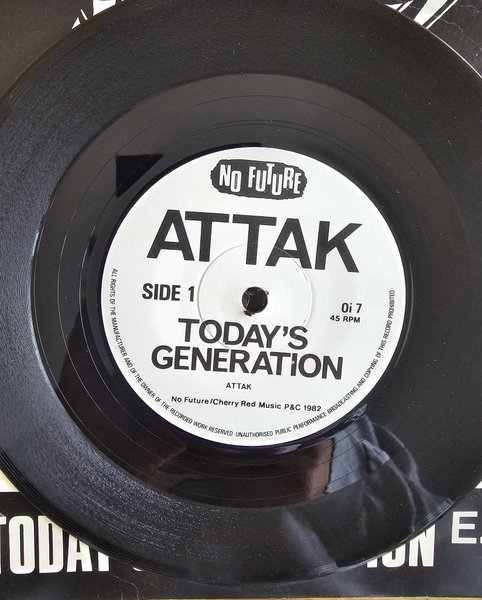 NO FUTURE
ATTAK
SIDE 1
Oi 7
45 RPM
TODAY'S
GENERATION
ATTAK
No Future/Cherry Red Music P&C 1982
ALL RIGHTS OF THE MANUFACTURER AND OF THE OWNER OF THE RECORDED WORK RESERVED · UNAUTHORISED PUBLIC PERFORMANCE BROADCASTING AND COPYING OF THIS RECORD PROHIBITED
TODAY ION E.